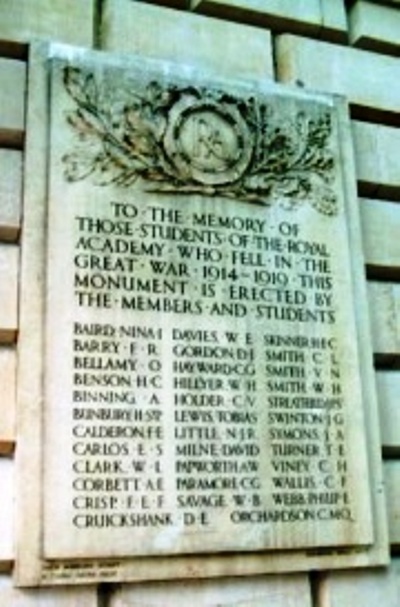 RA
TO · THE · MEMORY · OF
THOSE · STUDENTS · OF · THE · ROYAL
ACADEMY · WHO · FELL · IN · THE
GREAT · WAR · 1914–1919 · THIS
MONUMENT · IS · ERECTED · BY
THE · MEMBERS · AND · STUDENTS
BAIRD · NINA · I DAVIES, W · E SKINNER · H · F · C
BARRY · F · R GORDON · D · J SMITH · C · L
BELLAMY · O HAYWARD · C · G SMITH · V · N
BENSON · H · C HILLYER · W · H SMITH · W · H
BINNING · A HOLDER · C · V
BUNBURY · H · ST P LEWIS, TOBIAS SWINTON · J · G
CALDERON · F · E LITTLE · N · J · R SYMONS · J · A
CARLOS · E · S MILNE · DAVID TURNER · T · E
CLARK · W · L PAPWORTH · A · W VINEY · C · H
CORBETT · A · E PARAMORE · C · G WALLIS · C · F
CRISP · F · E · F SAVAGE · W · B WEBB · PHILIP · E
CRUICKSHANK · D · E ORCHARDSON · C · M · Q